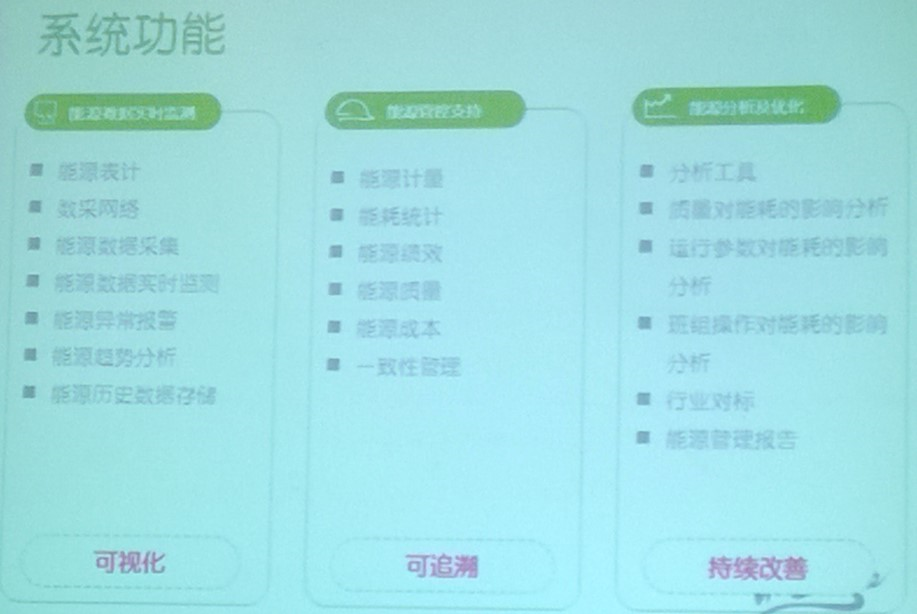 系统功能
能源数据实时监测
能源表计
数采网络
能源数据采集
能源数据实时监测
能源异常报警
能源趋势分析
能源历史数据存储
可视化
能源管控支持
能源计量
能耗统计
能源绩效
能源质量
能源成本
一致性管理
可追溯
能源分析及优化
分析工具
质量对能耗的影响分析
运行参数对能耗的影响
分析
班组操作对能耗的影响
分析
行业对标
能源管理报告
持续改善